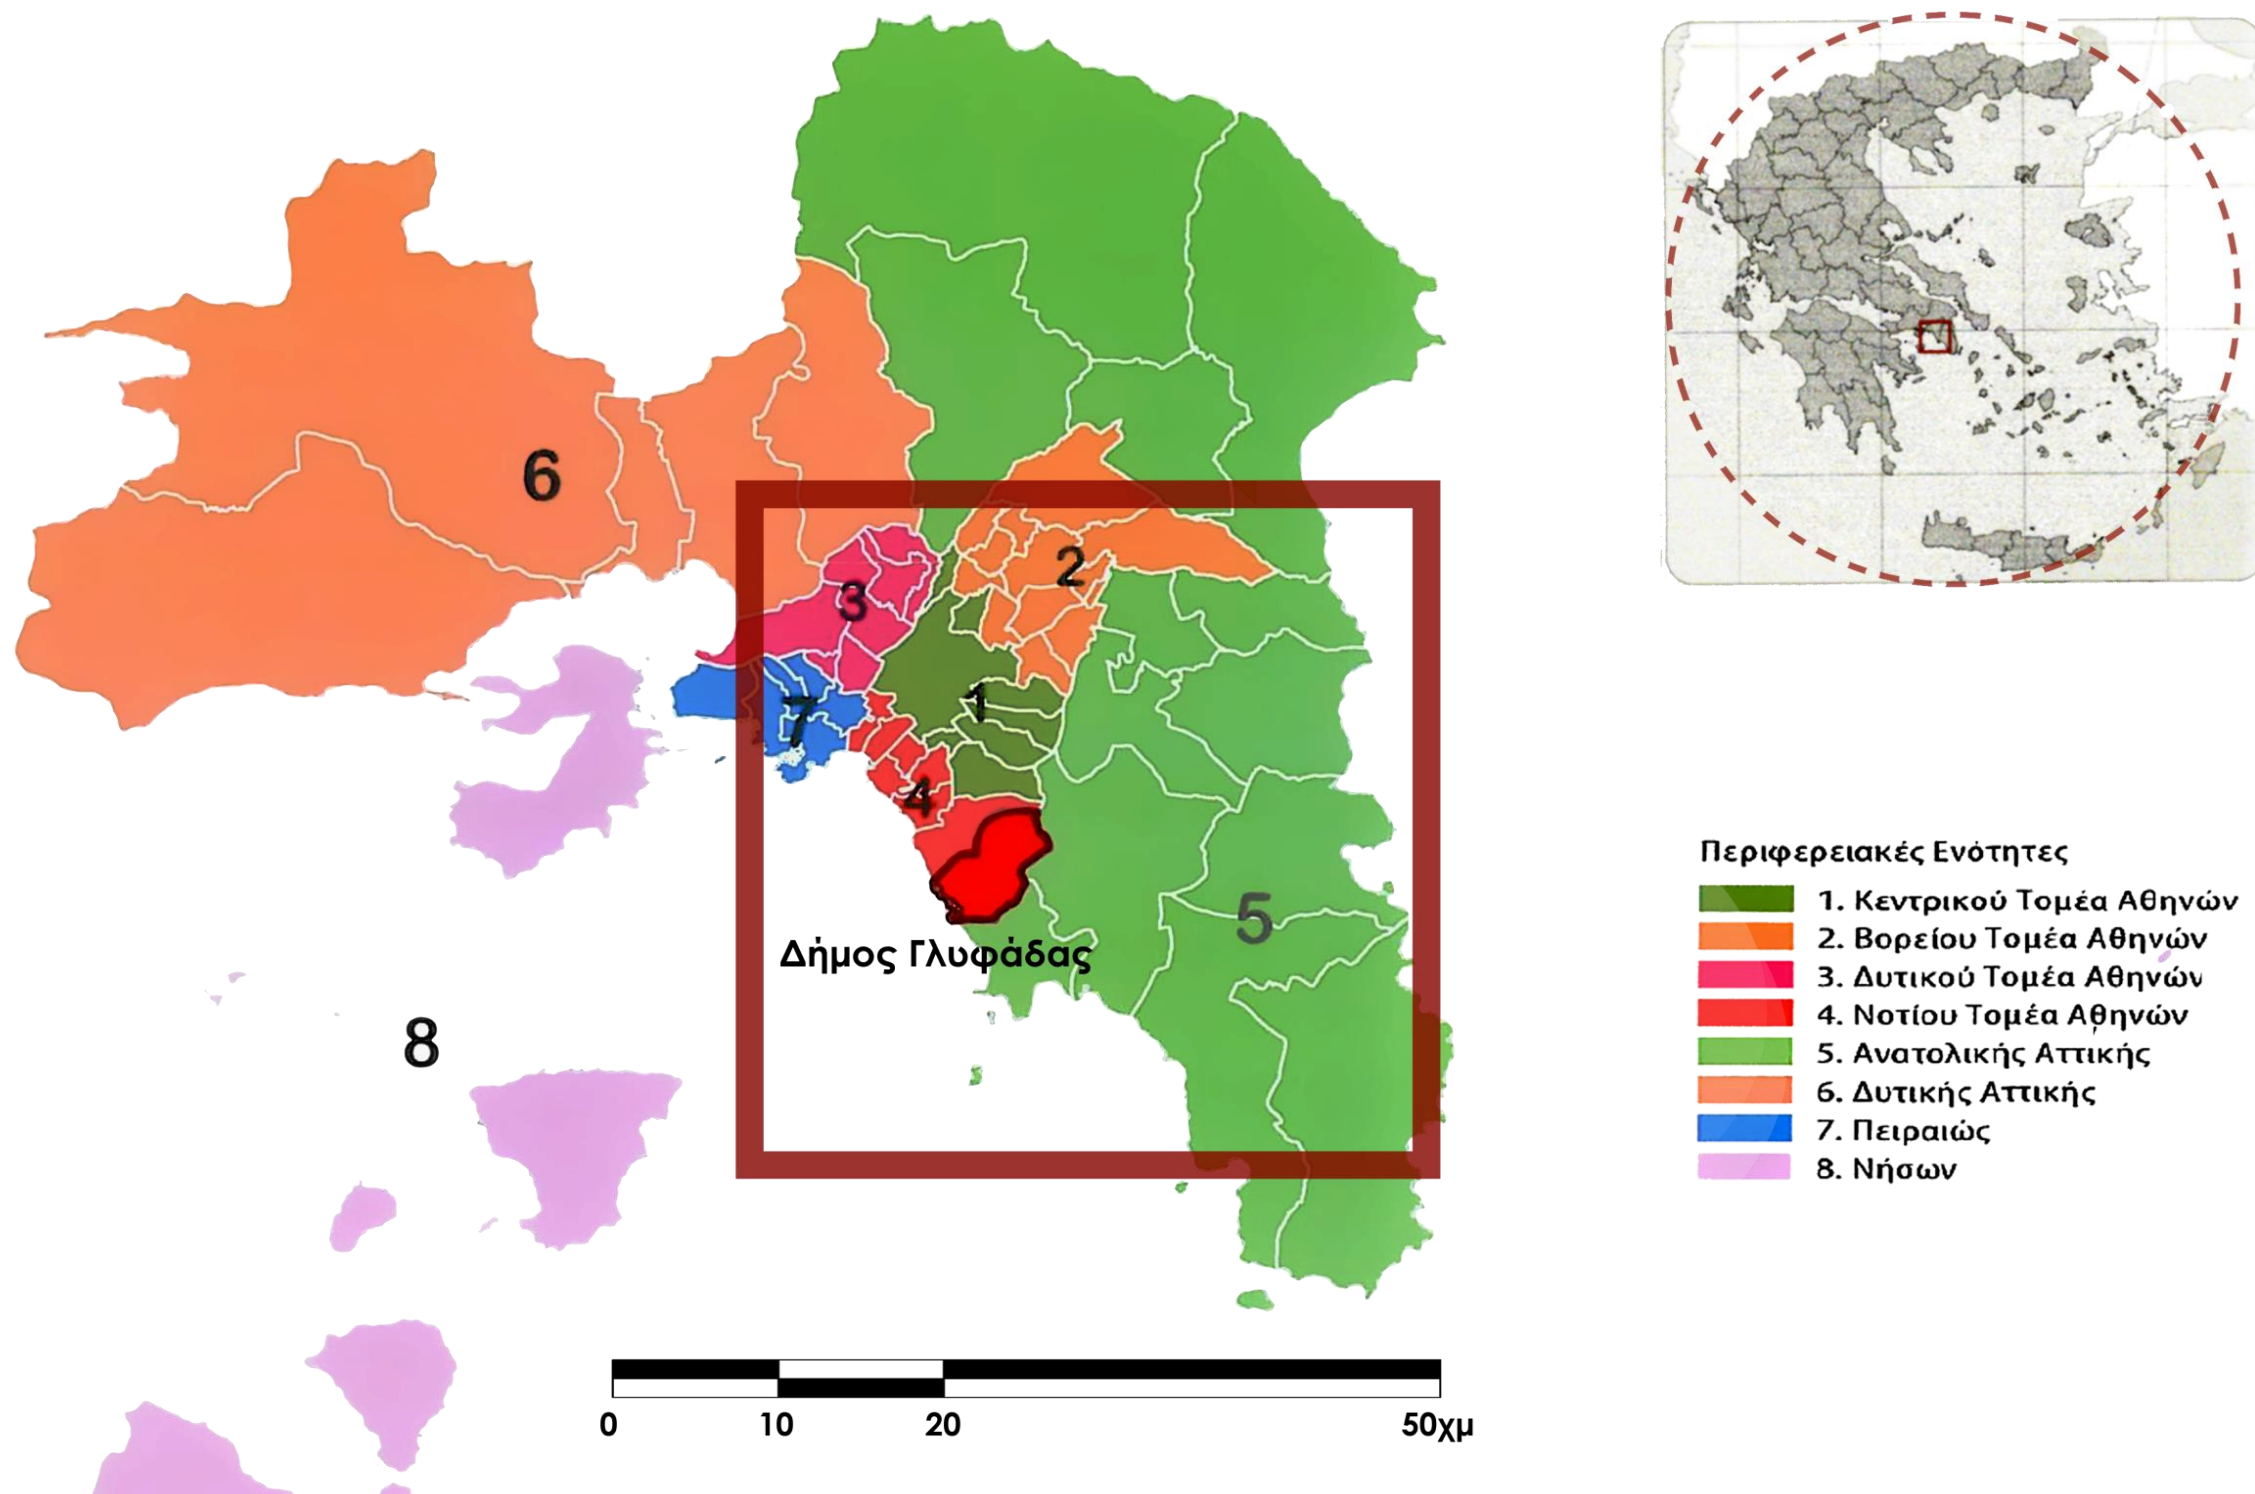 6
2
3
1
7
4
5
Δήμος Γλυφάδας
8
0 10 20 50χμ
Περιφερειακές Ενότητες
1. Κεντρικού Τομέα Αθηνών
2. Βορείου Τομέα Αθηνών
3. Δυτικού Τομέα Αθηνών
4. Νοτίου Τομέα Αθηνών
5. Ανατολικής Αττικής
6. Δυτικής Αττικής
7. Πειραιώς
8. Νήσων